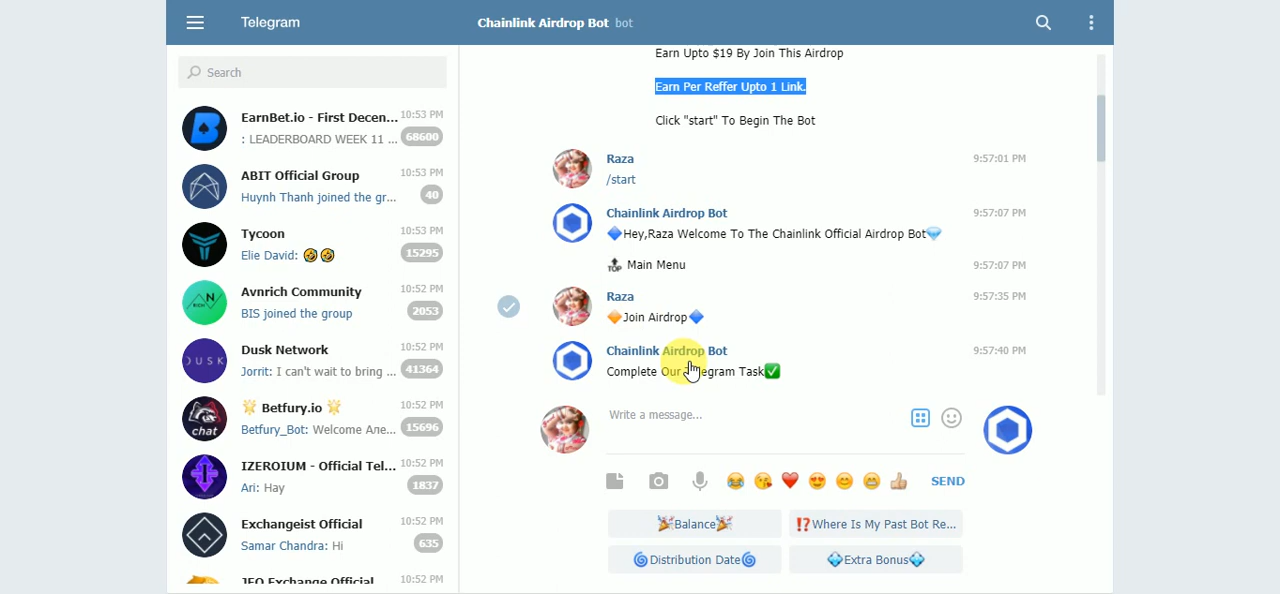 Telegram
Chainlink Airdrop Bot bot
Search
EarnBet.io - First Decen... 10:53 PM
: LEADERBOARD WEEK 11 ... 68600
ABIT Official Group 10:53 PM
Huynh Thanh joined the gr... 40
Tycoon 10:53 PM
Elie David: 🤣🤣 15295
Avnrich Community 10:52 PM
BIS joined the group 2053
Dusk Network 10:52 PM
DUSK
Jorrit: I can't wait to bring ... 41364
🌟 Betfury.io 🌟 10:52 PM
chat
Betfury_Bot: Welcome Але... 15696
IZEROIUM - Official Tel... 10:52 PM
Ari: Hay 1837
Exchangeist Official 10:52 PM
Samar Chandra: Hi 635
JEO Exchange Official 10:52 PM
Earn Upto $19 By Join This Airdrop
Earn Per Reffer Upto 1 Link.
Click "start" To Begin The Bot
Raza 9:57:01 PM
/start
Chainlink Airdrop Bot 9:57:07 PM
🔷Hey,Raza Welcome To The Chainlink Official Airdrop Bot💎
🔝 Main Menu 9:57:07 PM
Raza 9:57:35 PM
🔶Join Airdrop🔷
Chainlink Airdrop Bot 9:57:40 PM
Complete Our Telegram Task✅
Write a message...
SEND
🎉Balance🎉
⁉️Where Is My Past Bot Re...
🌀Distribution Date🌀
💠Extra Bonus💠